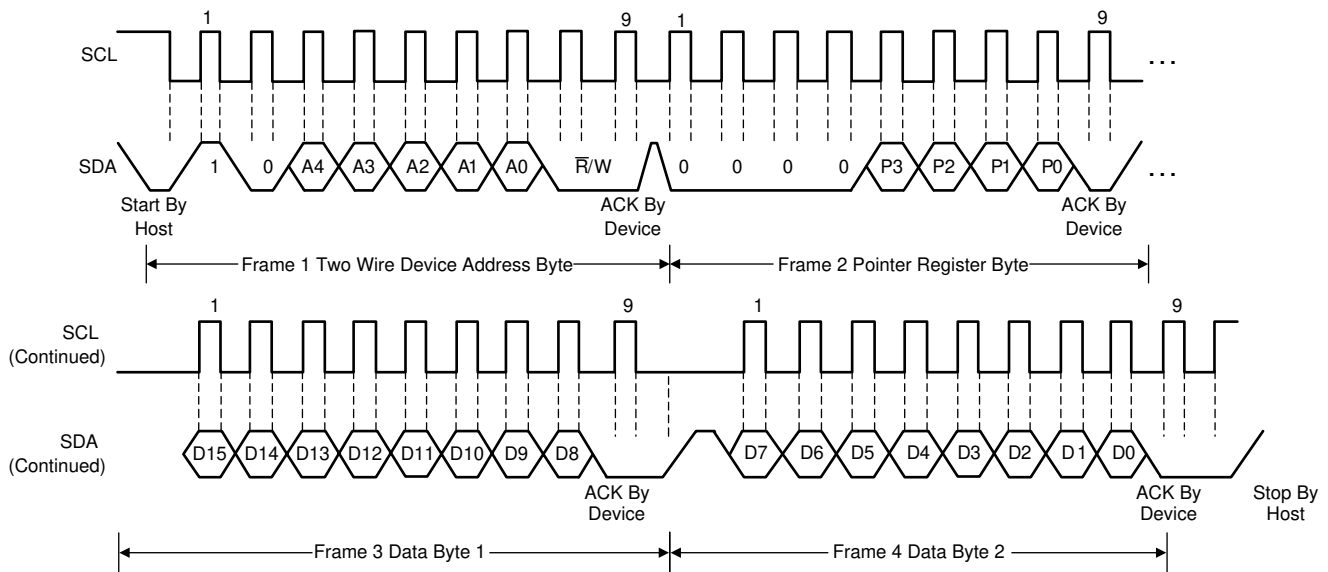 1 9 1 9
SCL ...
SDA 1 0 A4 A3 A2 A1 A0 R̅/W 0 0 0 0 P3 P2 P1 P0 ...
Start By
Host
ACK By
Device
ACK By
Device
Frame 1 Two Wire Device Address Byte
Frame 2 Pointer Register Byte
1 9 1 9
SCL
(Continued)
SDA
(Continued)
D15 D14 D13 D12 D11 D10 D9 D8 D7 D6 D5 D4 D3 D2 D1 D0
ACK By
Device
ACK By
Device
Stop By
Host
Frame 3 Data Byte 1
Frame 4 Data Byte 2